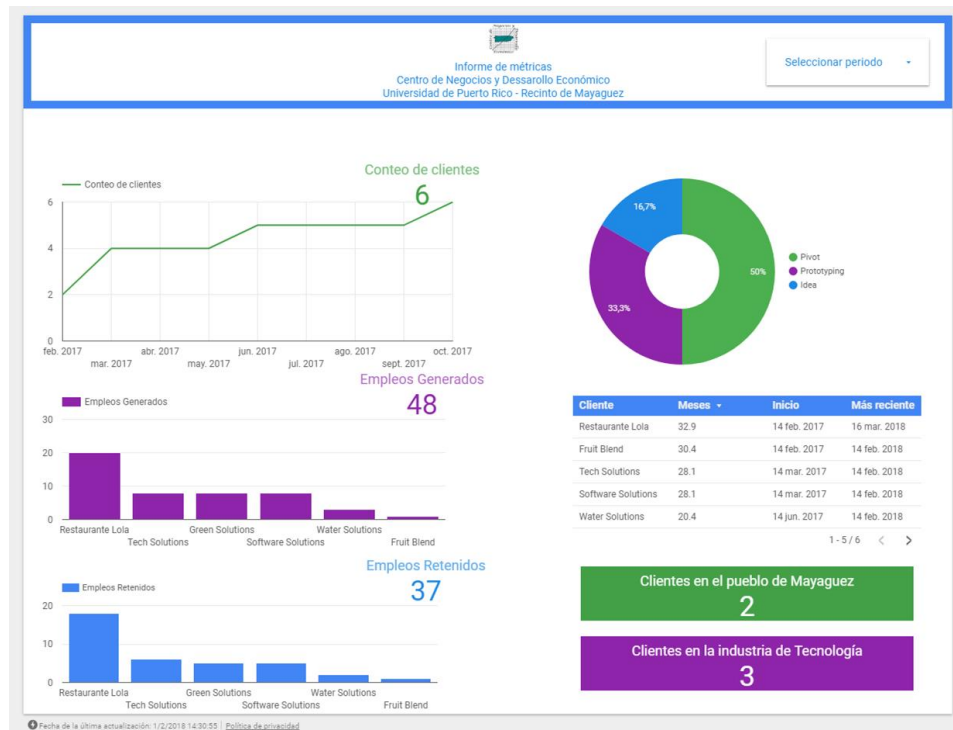 Informe de métricas
Centro de Negocios y Dessarollo Económico
Universidad de Puerto Rico - Recinto de Mayaguez
Seleccionar periodo
Conteo de clientes
6
Conteo de clientes
6
4
2
0
feb. 2017
mar. 2017
abr. 2017
may. 2017
jun. 2017
jul. 2017
ago. 2017
sept. 2017
oct. 2017
16,7%
50%
33,3%
Pivot
Prototyping
Idea
Empleos Generados
48
Empleos Generados
30
20
10
0
Restaurante Lola
Tech Solutions
Green Solutions
Software Solutions
Water Solutions
Fruit Blend
Cliente Meses Inicio Más reciente
Restaurante Lola 32.9 14 feb. 2017 16 mar. 2018
Fruit Blend 30.4 14 feb. 2017 14 feb. 2018
Tech Solutions 28.1 14 mar. 2017 14 feb. 2018
Software Solutions 28.1 14 mar. 2017 14 feb. 2018
Water Solutions 20.4 14 jun. 2017 14 feb. 2018
1 - 5 / 6
Empleos Retenidos
37
Empleos Retenidos
20
10
0
Restaurante Lola
Tech Solutions
Green Solutions
Software Solutions
Water Solutions
Fruit Blend
Clientes en el pueblo de Mayaguez
2
Clientes en la industria de Tecnología
3
Fecha de la última actualización: 1/2/2018 14:30:55 | Política de privacidad